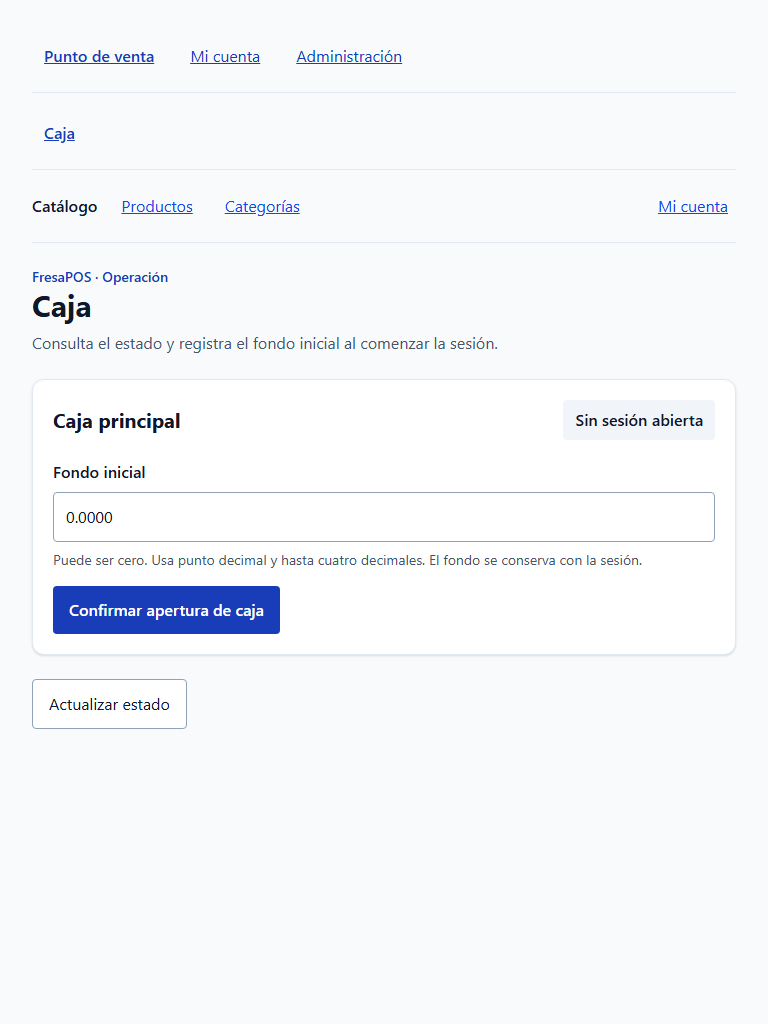 Punto de venta Mi cuenta Administración
Caja
Catálogo Productos Categorías Mi cuenta
FresaPOS · Operación
Caja
Consulta el estado y registra el fondo inicial al comenzar la sesión.
Caja principal Sin sesión abierta
Fondo inicial
0.0000
Puede ser cero. Usa punto decimal y hasta cuatro decimales. El fondo se conserva con la sesión.
Confirmar apertura de caja
Actualizar estado